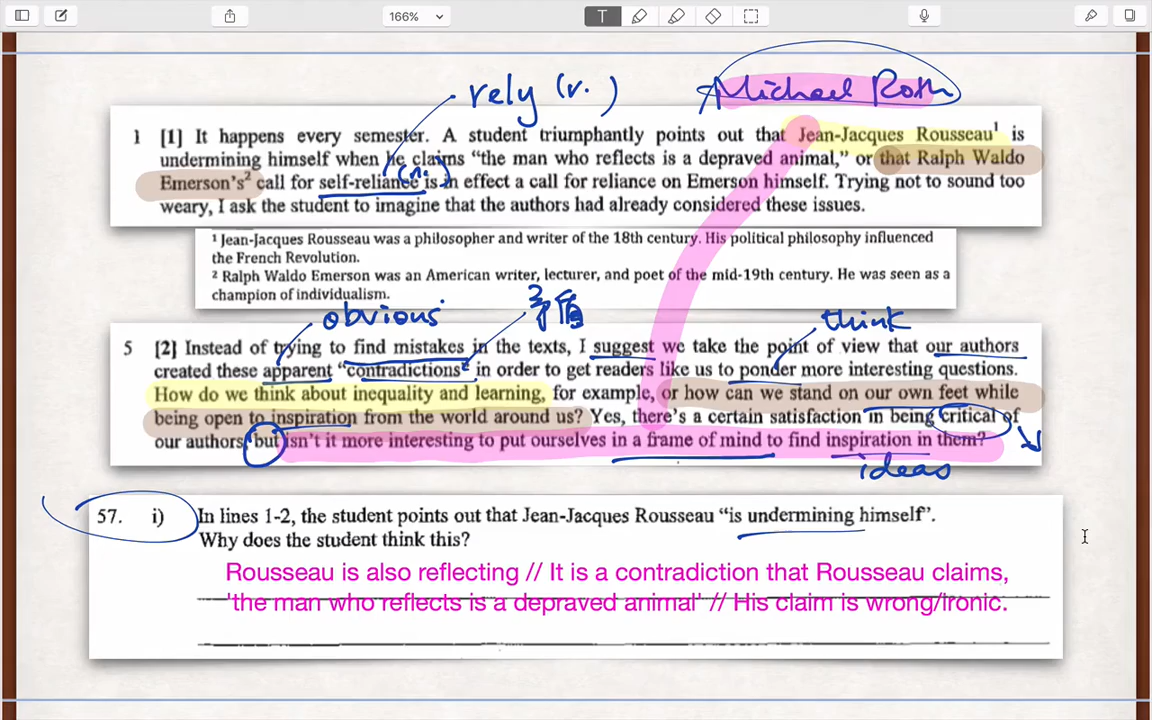 166%
T
rely (v. )
Michael Roth
1 [1] It happens every semester. A student triumphantly points out that Jean-Jacques Rousseau¹ is
undermining himself when he claims “the man who reflects is a depraved animal,” or that Ralph Waldo
(n.)
Emerson’s² call for self-reliance is in effect a call for reliance on Emerson himself. Trying not to sound too
weary, I ask the student to imagine that the authors had already considered these issues.
¹ Jean-Jacques Rousseau was a philosopher and writer of the 18th century. His political philosophy influenced
the French Revolution.
² Ralph Waldo Emerson was an American writer, lecturer, and poet of the mid-19th century. He was seen as a
champion of individualism.
obvious
矛盾
think
5 [2] Instead of trying to find mistakes in the texts, I suggest we take the point of view that our authors
created these apparent “contradictions” in order to get readers like us to ponder more interesting questions.
How do we think about inequality and learning, for example, or how can we stand on our own feet while
being open to inspiration from the world around us? Yes, there’s a certain satisfaction in being critical of
our authors, but isn’t it more interesting to put ourselves in a frame of mind to find inspiration in them?
ideas
57. i) In lines 1-2, the student points out that Jean-Jacques Rousseau “is undermining himself”.
Why does the student think this?
Rousseau is also reflecting // It is a contradiction that Rousseau claims,
'the man who reflects is a depraved animal' // His claim is wrong/ironic.